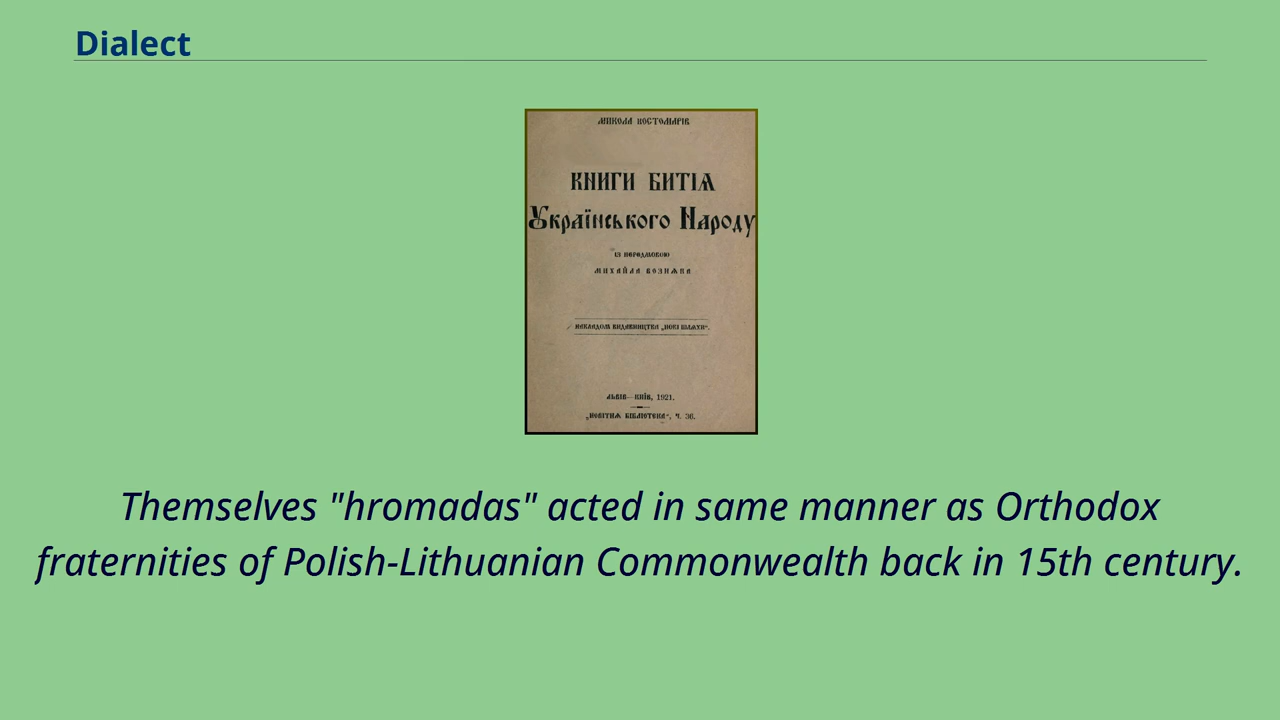 Dialect
МИКОЛА КОСТОМАРІВ
КНИГИ БИТІЯ
Українського Народу
ІЗ ПЕРЕДМОВОЮ
МИХАЙЛА ВОЗНЯКА
НАКЛАДОМ ВИДАВНИЦТВА „НОВІ ШЛЯХИ“.
ЛЬВІВ—КИЇВ, 1921.
„НОВІТНЯ БІБЛІОТЕКА“, Ч. 36.
Themselves "hromadas" acted in same manner as Orthodox
fraternities of Polish-Lithuanian Commonwealth back in 15th century.